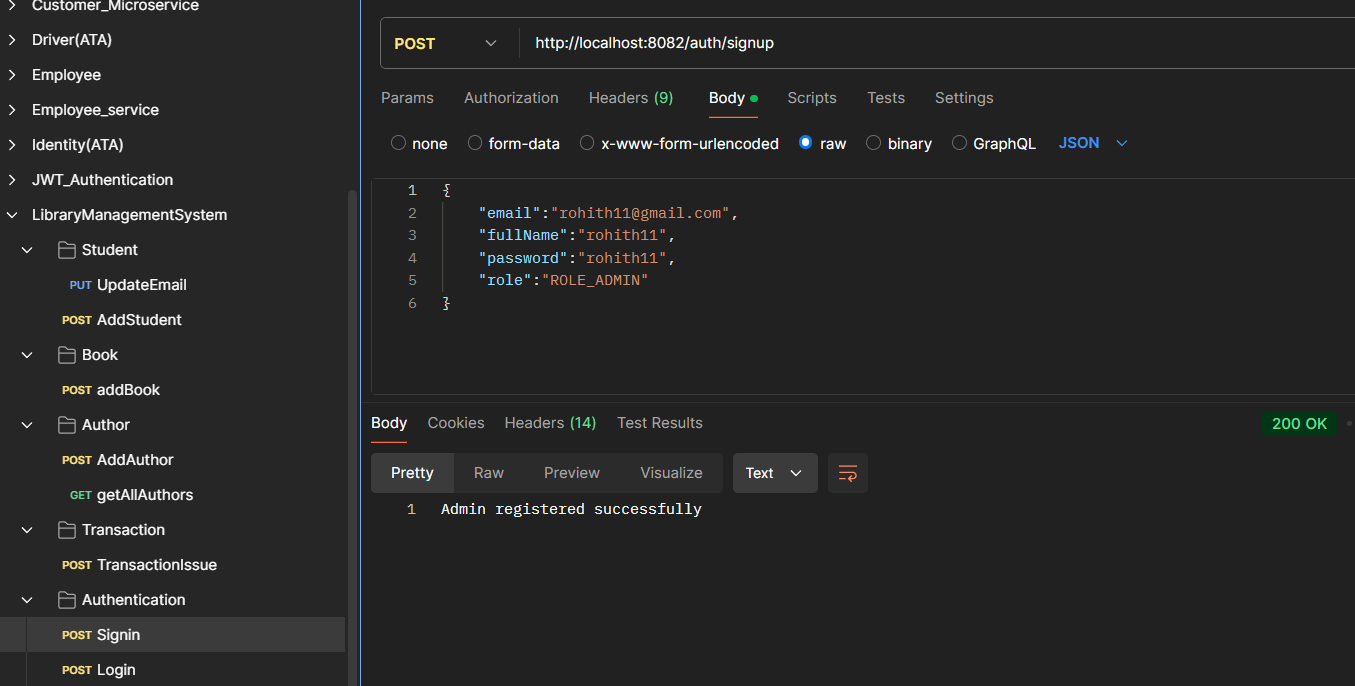 Customer_Microservice
Driver(ATA)
Employee
Employee_service
Identity(ATA)
JWT_Authentication
LibraryManagementSystem
Student
PUT UpdateEmail
POST AddStudent
Book
POST addBook
Author
POST AddAuthor
GET getAllAuthors
Transaction
POST TransactionIssue
Authentication
POST Signin
POST Login
POST http://localhost:8082/auth/signup
Params Authorization Headers (9) Body Scripts Tests Settings
none form-data x-www-form-urlencoded raw binary GraphQL JSON
1 {
2 "email":"rohith11@gmail.com",
3 "fullName":"rohith11",
4 "password":"rohith11",
5 "role":"ROLE_ADMIN"
6 }
Body Cookies Headers (14) Test Results 200 OK
Pretty Raw Preview Visualize Text
1 Admin registered successfully